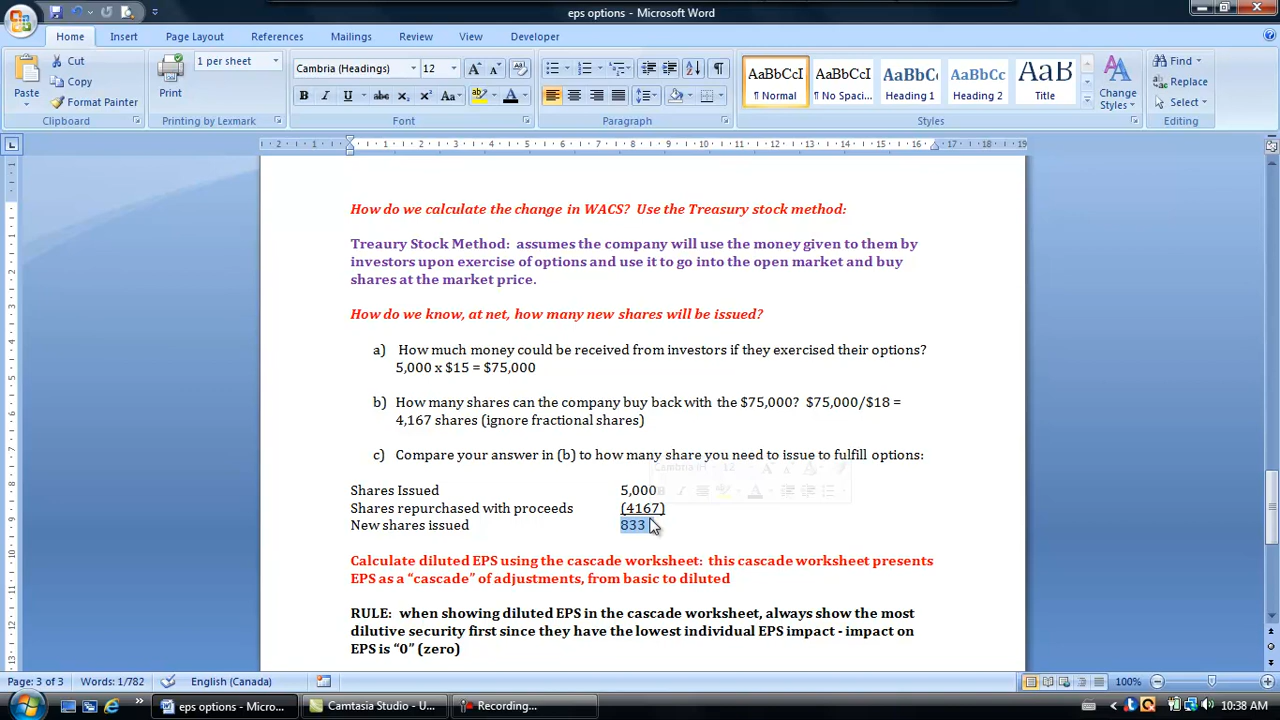 eps options - Microsoft Word
Home Insert Page Layout References Mailings Review View Developer
Paste Cut Copy Format Painter Clipboard
1 per sheet Print Printing by Lexmark
Cambria (Headings) 12 Font
Paragraph
AaBbCcI AaBbCcI AaBbCc AaBbCc AaB
¶ Normal ¶ No Spaci... Heading 1 Heading 2 Title
Change Styles Styles
Find Replace Select Editing
How do we calculate the change in WACS? Use the Treasury stock method:
Treaury Stock Method: assumes the company will use the money given to them by
investors upon exercise of options and use it to go into the open market and buy
shares at the market price.
How do we know, at net, how many new shares will be issued?
a) How much money could be received from investors if they exercised their options?
5,000 x $15 = $75,000
b) How many shares can the company buy back with the $75,000? $75,000/$18 =
4,167 shares (ignore fractional shares)
c) Compare your answer in (b) to how many share you need to issue to fulfill options:
Shares Issued 5,000
Shares repurchased with proceeds (4167)
New shares issued 833
Calculate diluted EPS using the cascade worksheet: this cascade worksheet presents
EPS as a “cascade” of adjustments, from basic to diluted
RULE: when showing diluted EPS in the cascade worksheet, always show the most
dilutive security first since they have the lowest individual EPS impact - impact on
EPS is “0” (zero)
Page: 3 of 3 Words: 1/782 English (Canada) 100%
eps options - Micros... Camtasia Studio - U... Recording... 10:38 AM